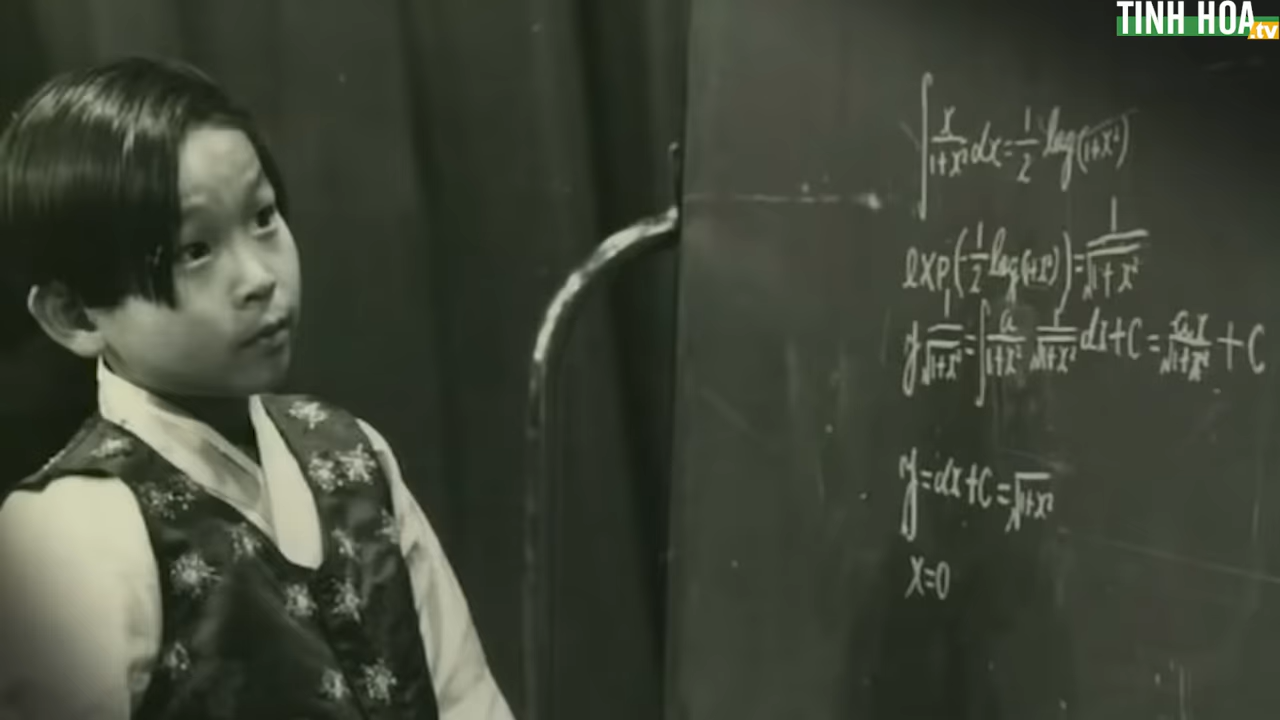 TINH HOA .tv
∫ x/(1+x²) dx = 1/2 log(1+x²)
exp(-1/2 log(1+x²)) = 1/√(1+x²)
y 1/√(1+x²) = ∫ a/(1+x²) 1/√(1+x²) dx + C = ax/√(1+x²) + C
y = ax + C = √(1+x²)
x=0